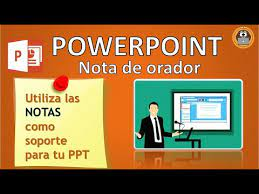 POWERPOINT
Nota de orador
P
Utiliza las
NOTAS
como
soporte
para tu PPT